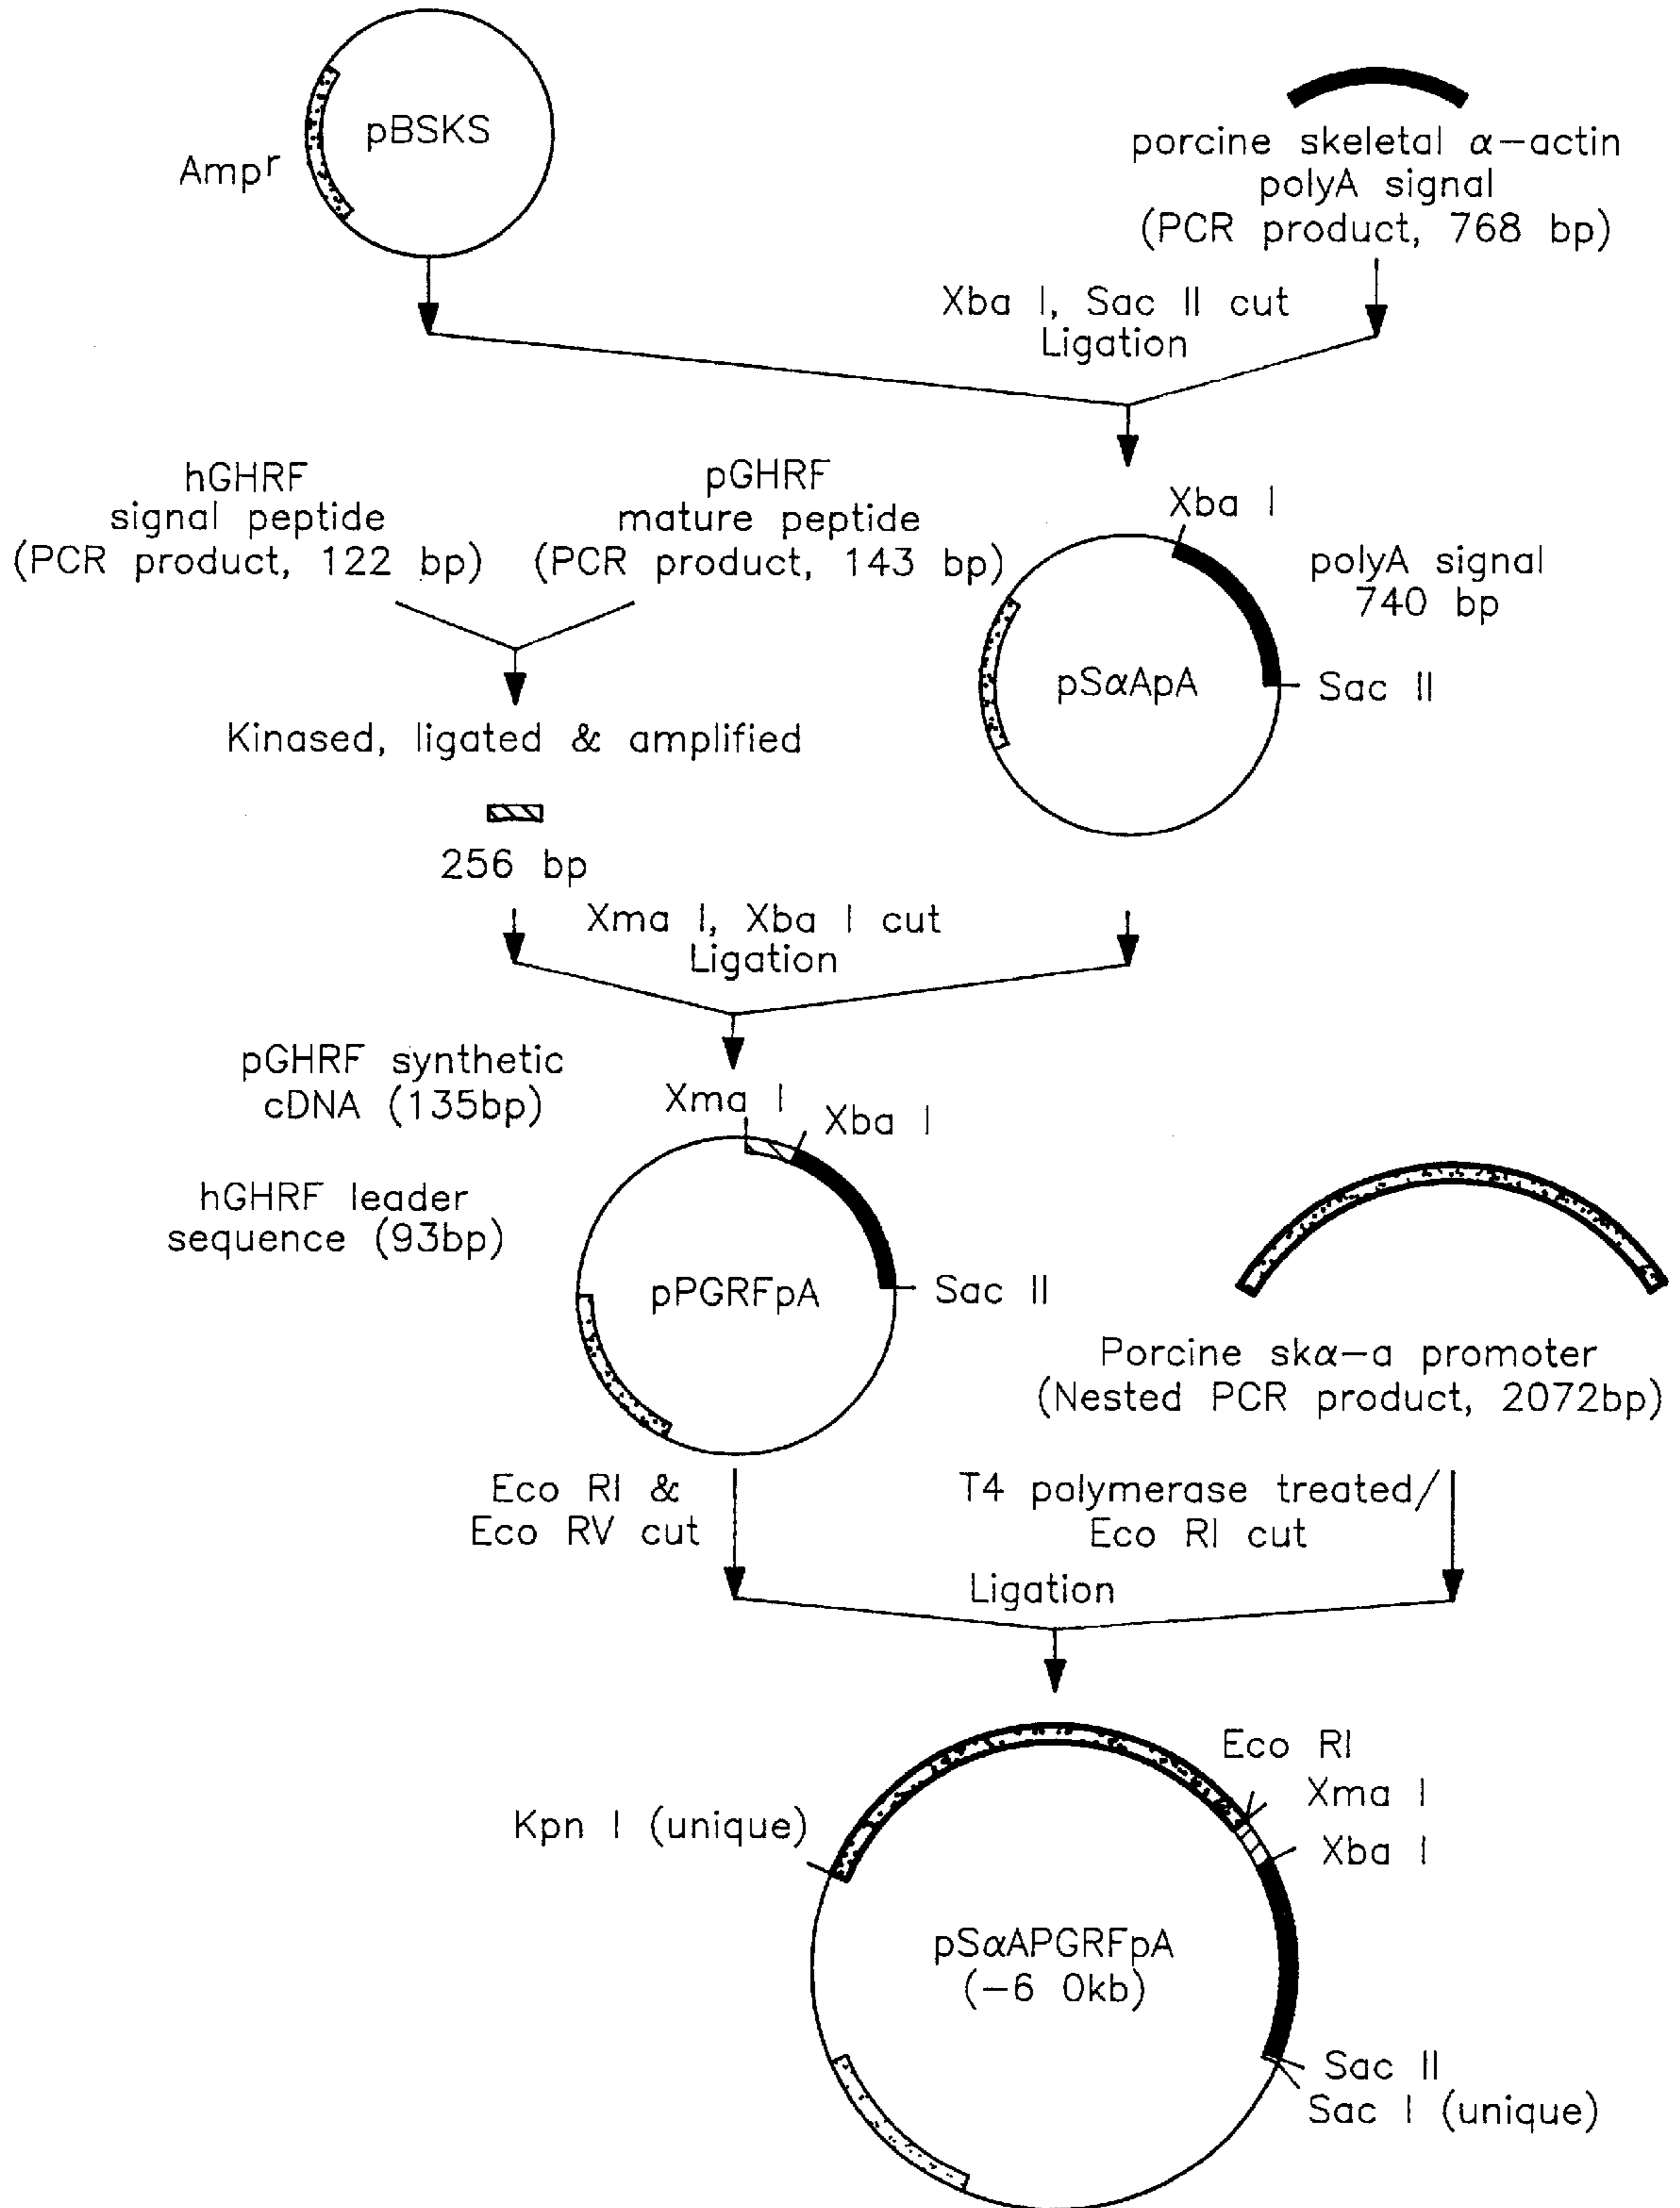 pBSKS
Ampr
porcine skeletal α-actin
polyA signal
(PCR product, 768 bp)
Xba I, Sac II cut
Ligation
hGHRF
signal peptide
(PCR product, 122 bp)
pGHRF
mature peptide
(PCR product, 143 bp)
Xba I
polyA signal
740 bp
pSαApA
Sac II
Kinased, ligated & amplified
256 bp
Xma I, Xba I cut
Ligation
pGHRF synthetic
cDNA (135bp)
Xma I
Xba I
hGHRF leader
sequence (93bp)
pPGRFpA
Sac II
Porcine skα-a promoter
(Nested PCR product, 2072bp)
Eco RI &
Eco RV cut
T4 polymerase treated/
Eco RI cut
Ligation
Eco RI
Xma I
Kpn I (unique)
Xba I
pSαAPGRFpA
(-6 0kb)
Sac II
Sac I (unique)